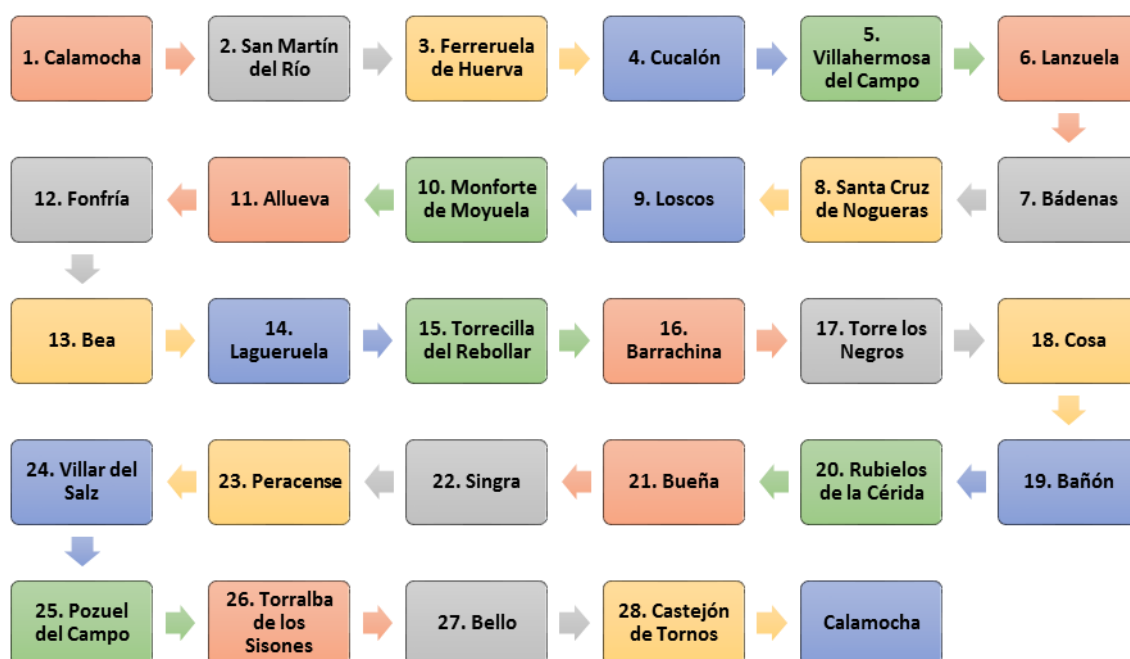 1. Calamocha
2. San Martín
del Río
3. Ferreruela
de Huerva
4. Cucalón
5.
Villahermosa
del Campo
6. Lanzuela
7. Bádenas
8. Santa Cruz
de Nogueras
9. Loscos
10. Monforte
de Moyuela
11. Allueva
12. Fonfría
13. Bea
14.
Lagueruela
15. Torrecilla
del Rebollar
16.
Barrachina
17. Torre los
Negros
18. Cosa
19. Bañón
20. Rubielos
de la Cérida
21. Bueña
22. Singra
23. Peracense
24. Villar del
Salz
25. Pozuel
del Campo
26. Torralba
de los
Sisones
27. Bello
28. Castejón
de Tornos
Calamocha